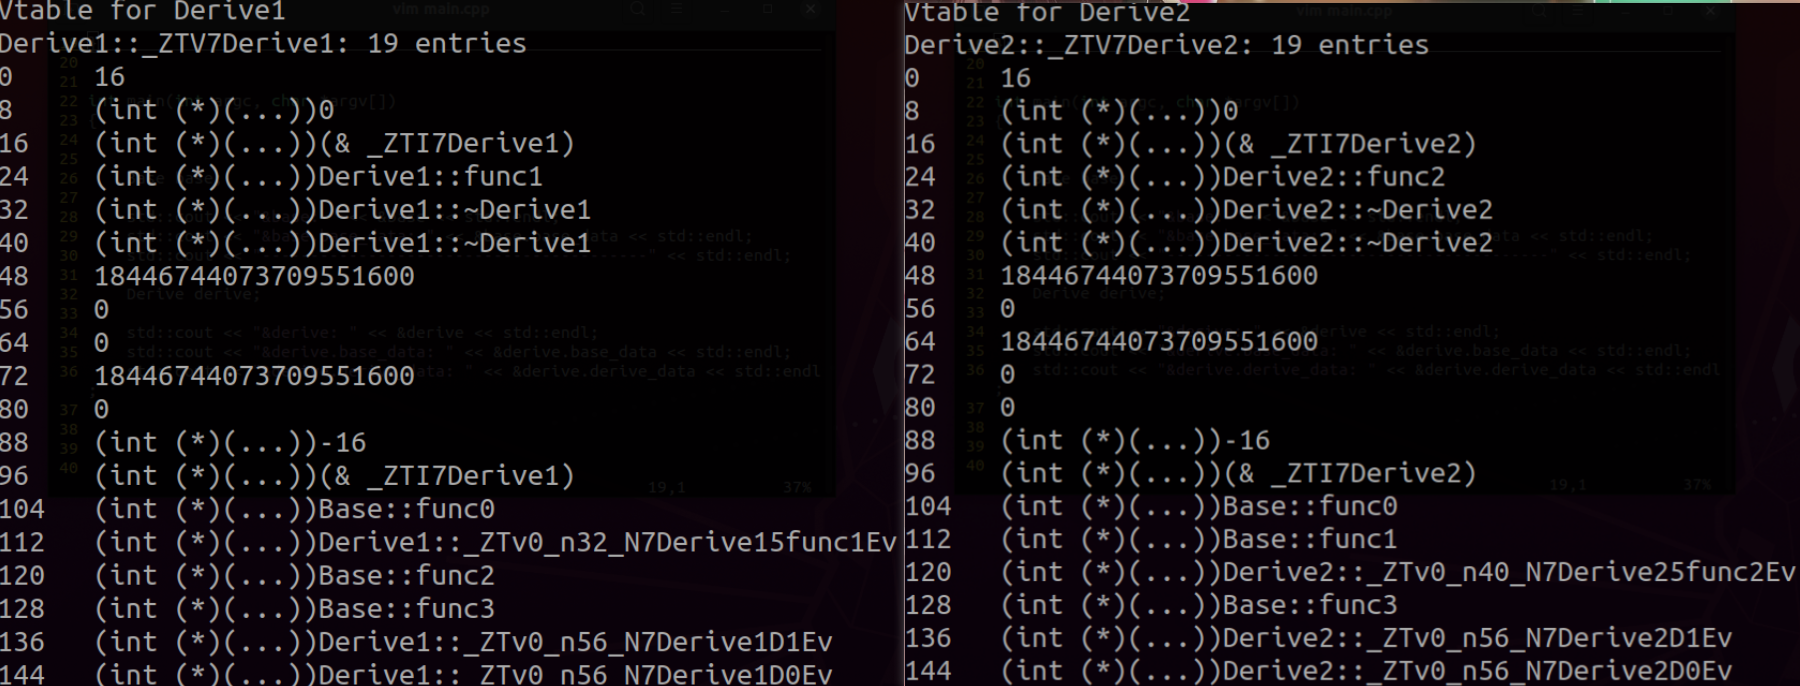 Vtable for Derive1
Derive1::_ZTV7Derive1: 19 entries
0 16
8 (int (*)(...))0
16 (int (*)(...))(& _ZTI7Derive1)
24 (int (*)(...))Derive1::func1
32 (int (*)(...))Derive1::~Derive1
40 (int (*)(...))Derive1::~Derive1
48 18446744073709551600
56 0
64 0
72 18446744073709551600
80 0
88 (int (*)(...))-16
96 (int (*)(...))(& _ZTI7Derive1)
104 (int (*)(...))Base::func0
112 (int (*)(...))Derive1::_ZTv0_n32_N7Derive15func1Ev
120 (int (*)(...))Base::func2
128 (int (*)(...))Base::func3
136 (int (*)(...))Derive1::_ZTv0_n56_N7Derive1D1Ev
144 (int (*)(...))Derive1::_ZTv0_n56_N7Derive1D0Ev
Vtable for Derive2
Derive2::_ZTV7Derive2: 19 entries
0 16
8 (int (*)(...))0
16 (int (*)(...))(& _ZTI7Derive2)
24 (int (*)(...))Derive2::func2
32 (int (*)(...))Derive2::~Derive2
40 (int (*)(...))Derive2::~Derive2
48 18446744073709551600
56 0
64 18446744073709551600
72 0
80 0
88 (int (*)(...))-16
96 (int (*)(...))(& _ZTI7Derive2)
104 (int (*)(...))Base::func0
112 (int (*)(...))Base::func1
120 (int (*)(...))Derive2::_ZTv0_n40_N7Derive25func2Ev
128 (int (*)(...))Base::func3
136 (int (*)(...))Derive2::_ZTv0_n56_N7Derive2D1Ev
144 (int (*)(...))Derive2::_ZTv0_n56_N7Derive2D0Ev